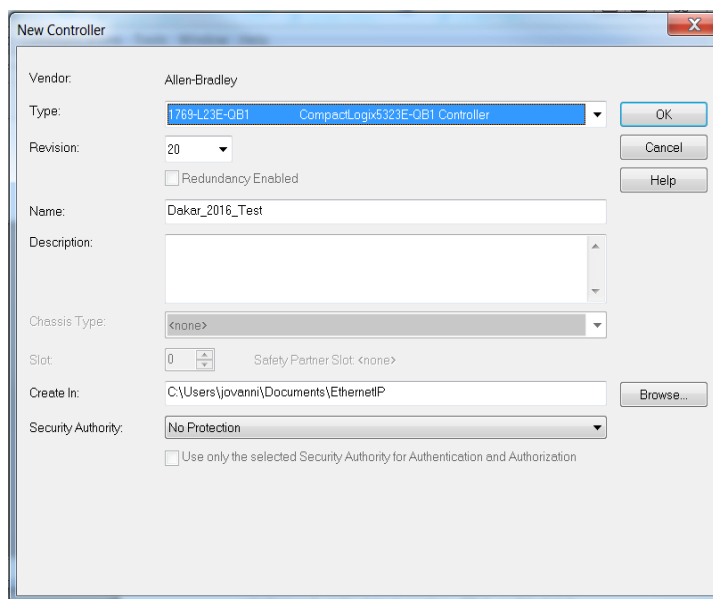 New Controller
Vendor: Allen-Bradley
Type: 1769-L23E-QB1 CompactLogix5323E-QB1 Controller OK
Revision: 20 Cancel
Redundancy Enabled Help
Name: Dakar_2016_Test
Description:
Chassis Type: <none>
Slot: 0 Safety Partner Slot: <none>
Create In: C:\Users\jovanni\Documents\EthernetIP Browse...
Security Authority: No Protection
Use only the selected Security Authority for Authentication and Authorization